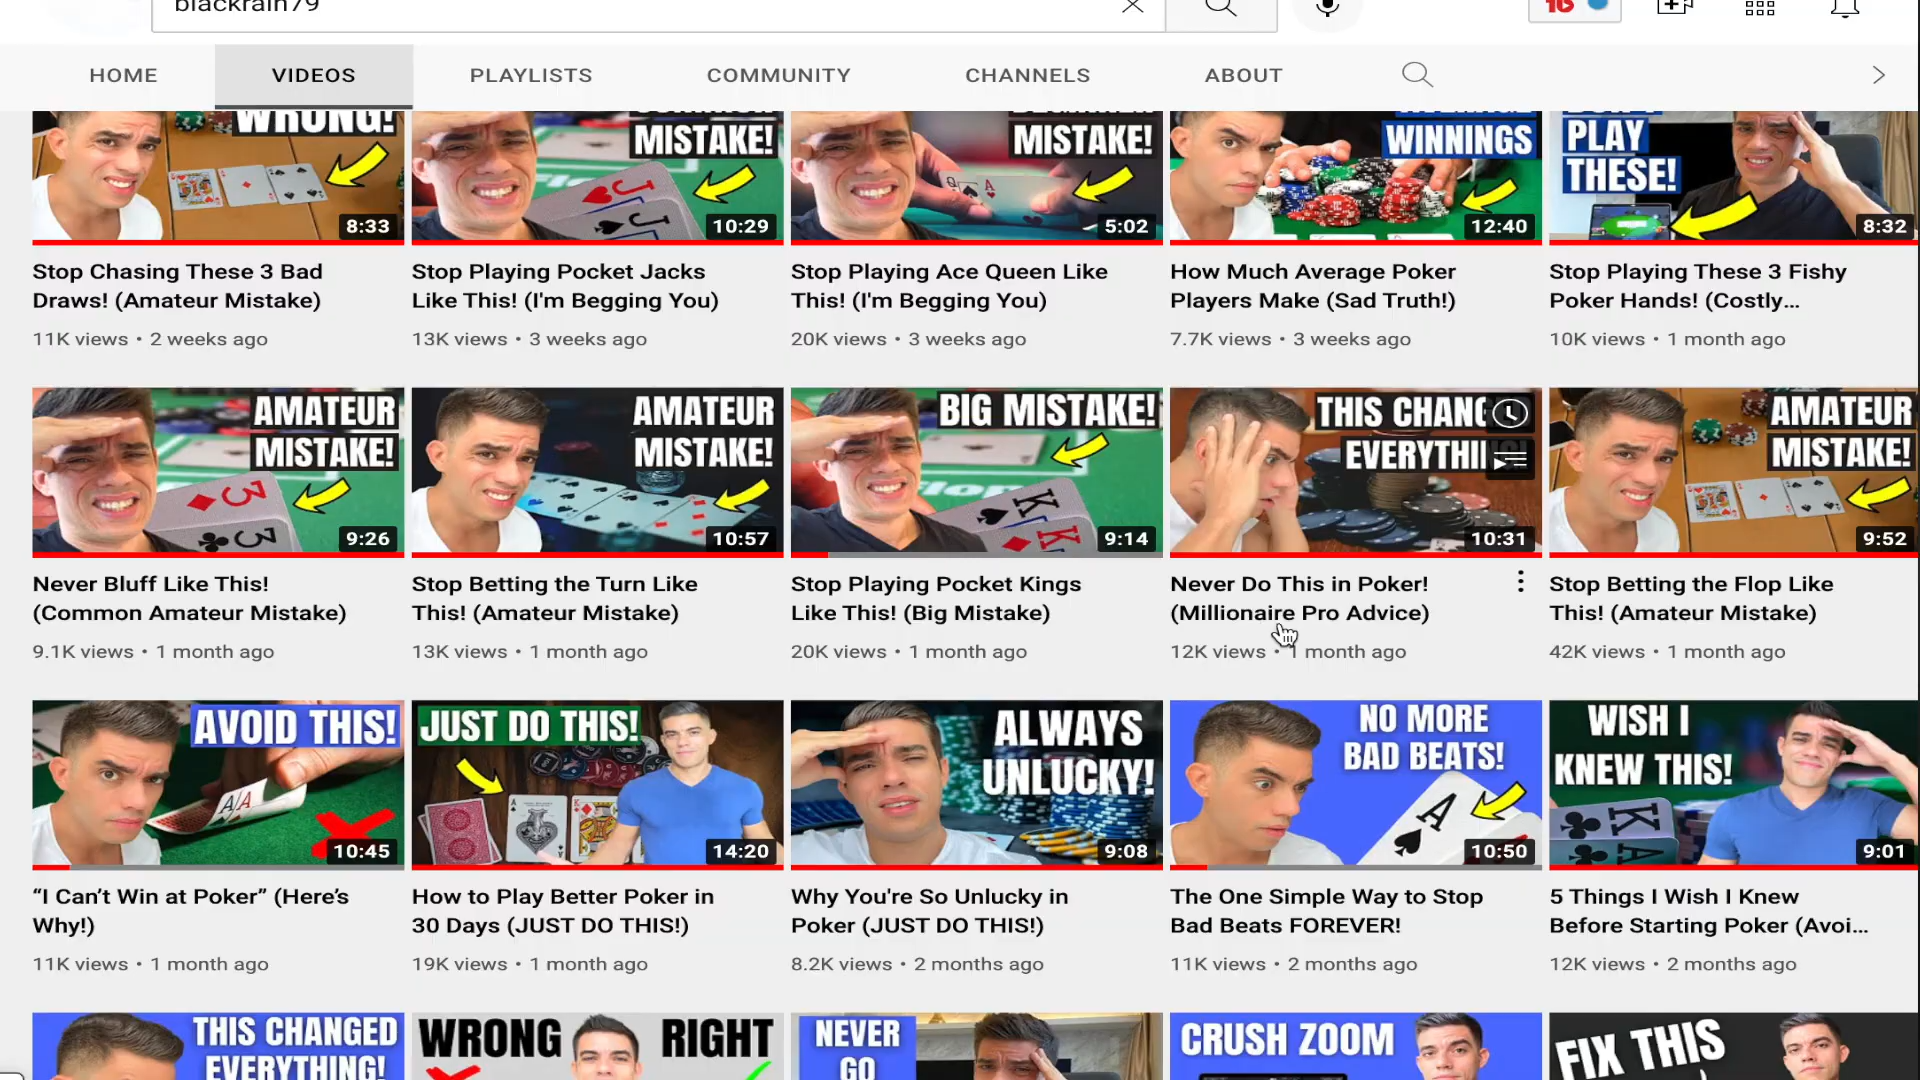 blackrain79
HOME VIDEOS PLAYLISTS COMMUNITY CHANNELS ABOUT
WRONG!
8:33
MISTAKE!
10:29
MISTAKE!
5:02
WINNINGS
12:40
PLAY
THESE!
8:32
Stop Chasing These 3 Bad
Draws! (Amateur Mistake)
11K views • 2 weeks ago
Stop Playing Pocket Jacks
Like This! (I'm Begging You)
13K views • 3 weeks ago
Stop Playing Ace Queen Like
This! (I'm Begging You)
20K views • 3 weeks ago
How Much Average Poker
Players Make (Sad Truth!)
7.7K views • 3 weeks ago
Stop Playing These 3 Fishy
Poker Hands! (Costly...
10K views • 1 month ago
AMATEUR
MISTAKE!
9:26
AMATEUR
MISTAKE!
10:57
BIG MISTAKE!
9:14
THIS CHANG
EVERYTHI
10:31
AMATEUR
MISTAKE!
9:52
Never Bluff Like This!
(Common Amateur Mistake)
9.1K views • 1 month ago
Stop Betting the Turn Like
This! (Amateur Mistake)
13K views • 1 month ago
Stop Playing Pocket Kings
Like This! (Big Mistake)
20K views • 1 month ago
Never Do This in Poker!
(Millionaire Pro Advice)
12K views • 1 month ago
Stop Betting the Flop Like
This! (Amateur Mistake)
42K views • 1 month ago
AVOID THIS!
10:45
JUST DO THIS!
14:20
ALWAYS
UNLUCKY!
9:08
NO MORE
BAD BEATS!
10:50
WISH I
KNEW THIS!
9:01
“I Can’t Win at Poker” (Here’s
Why!)
11K views • 1 month ago
How to Play Better Poker in
30 Days (JUST DO THIS!)
19K views • 1 month ago
Why You're So Unlucky in
Poker (JUST DO THIS!)
8.2K views • 2 months ago
The One Simple Way to Stop
Bad Beats FOREVER!
11K views • 2 months ago
5 Things I Wish I Knew
Before Starting Poker (Avoi...
12K views • 2 months ago
THIS CHANGED
EVERYTHING!
WRONG RIGHT
NEVER
GO
CRUSH ZOOM
FIX THIS